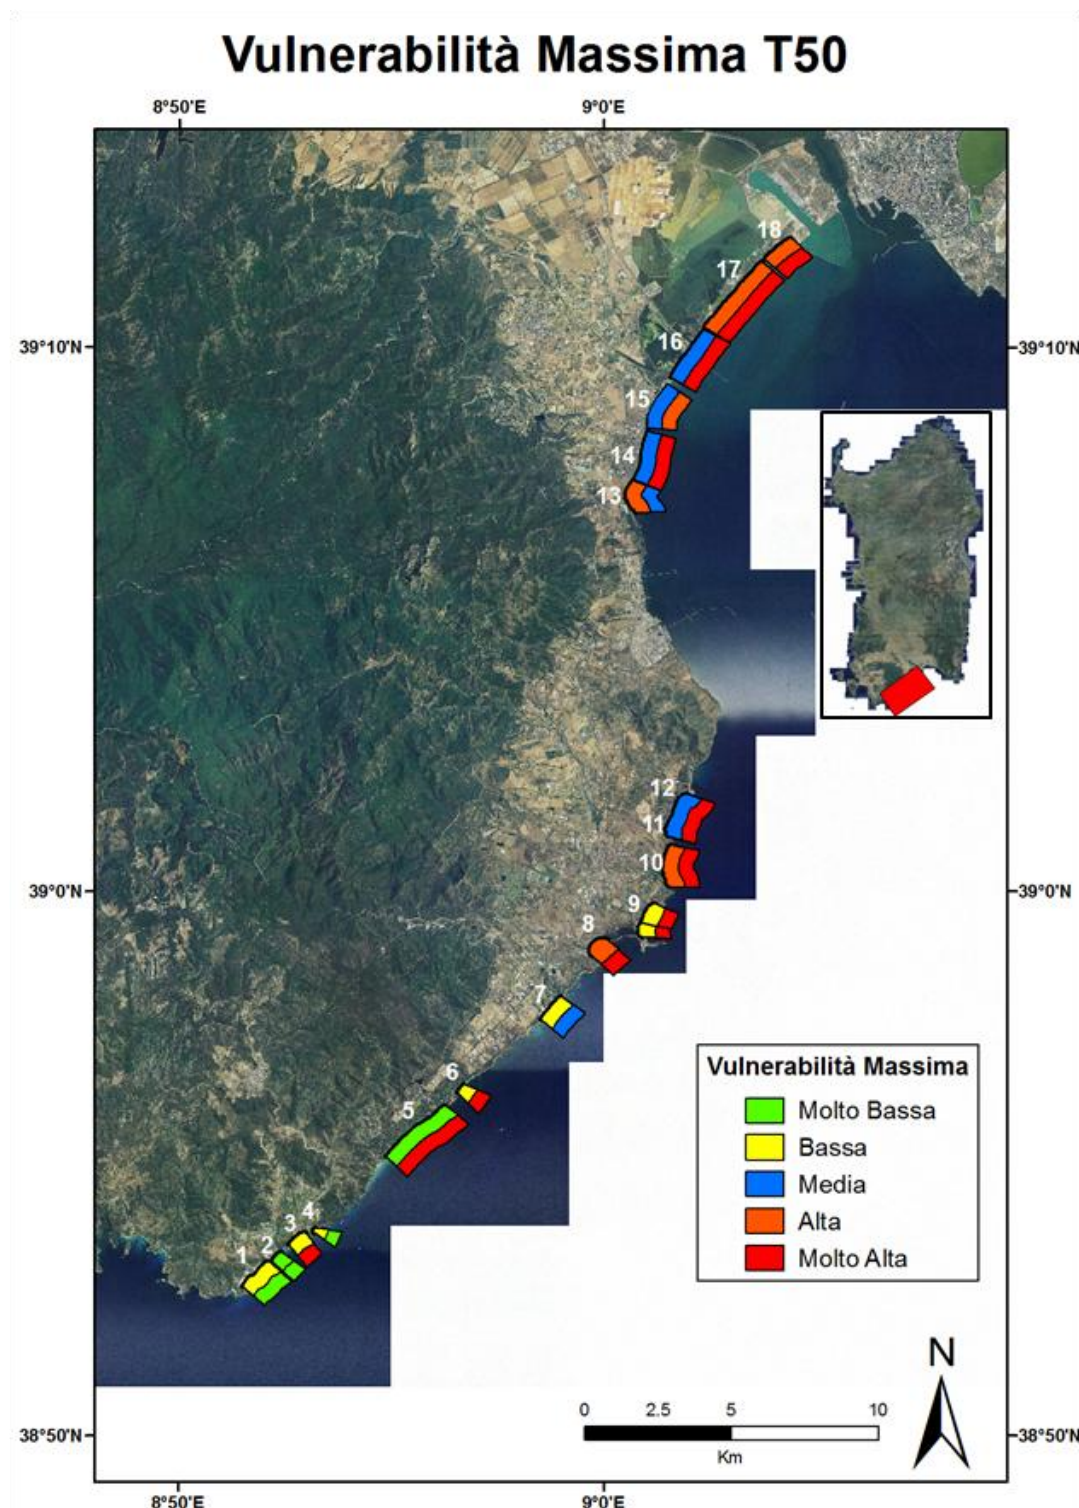 Vulnerabilità Massima T50
8°50'E
9°0'E
18
17
16
39°10'N
39°10'N
15
14
13
12
11
10
39°0'N
39°0'N
9
8
7
6
5
Vulnerabilità Massima
Molto Bassa
Bassa
Media
Alta
Molto Alta
4
3
2
1
N
0
2.5
5
10
Km
38°50'N
38°50'N
8°50'E
9°0'E